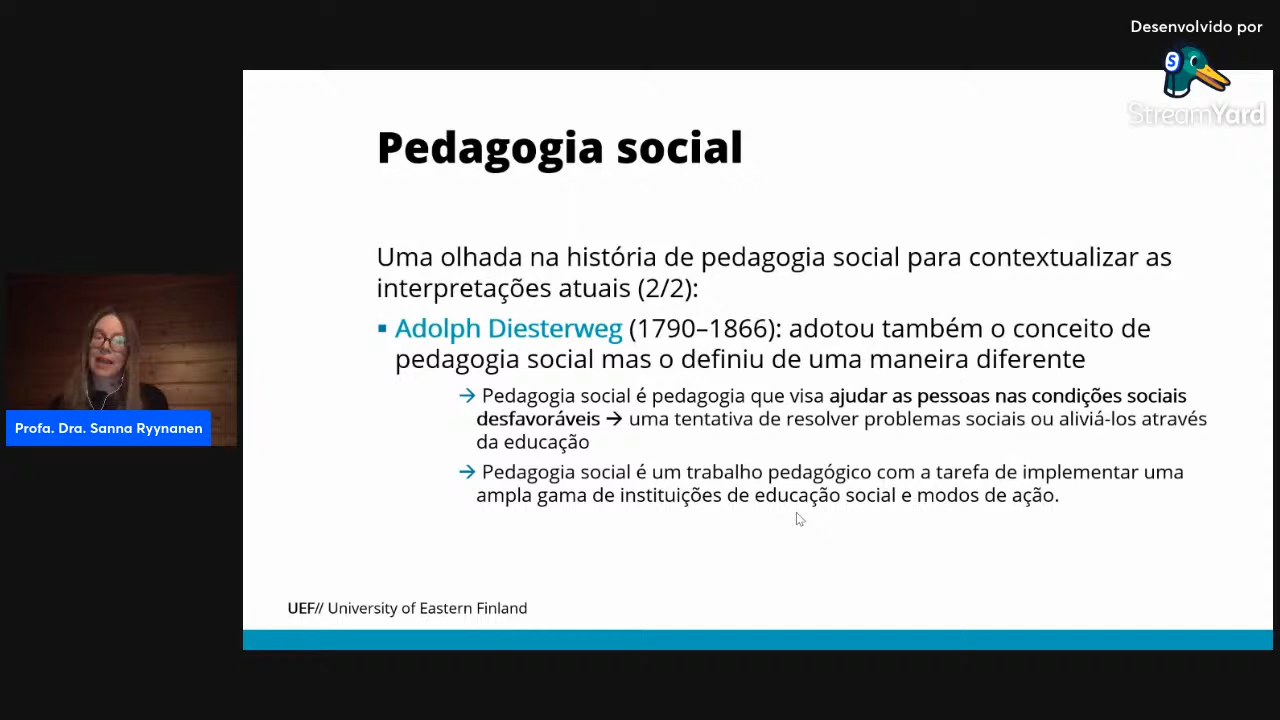 Desenvolvido por
StreamYard
Pedagogia social
Uma olhada na história de pedagogia social para contextualizar as
interpretações atuais (2/2):
▪ Adolph Diesterweg (1790–1866): adotou também o conceito de
pedagogia social mas o definiu de uma maneira diferente
→ Pedagogia social é pedagogia que visa ajudar as pessoas nas condições sociais
desfavoráveis → uma tentativa de resolver problemas sociais ou aliviá-los através
da educação
→ Pedagogia social é um trabalho pedagógico com a tarefa de implementar uma
ampla gama de instituições de educação social e modos de ação.
Profa. Dra. Sanna Ryynanen
UEF// University of Eastern Finland